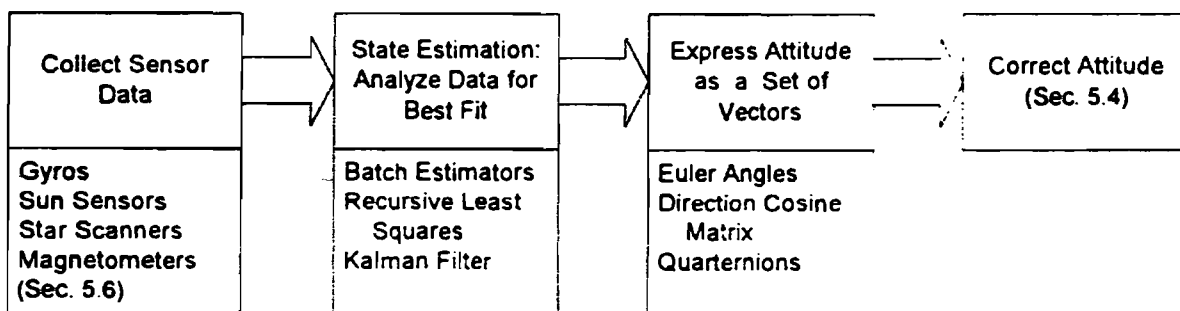 Collect Sensor
Data
State Estimation:
Analyze Data for
Best Fit
Express Attitude
as a Set of
Vectors
Correct Attitude
(Sec. 5.4)
Gyros
Sun Sensors
Star Scanners
Magnetometers
(Sec. 5.6)
Batch Estimators
Recursive Least
Squares
Kalman Filter
Euler Angles
Direction Cosine
Matrix
Quarternions